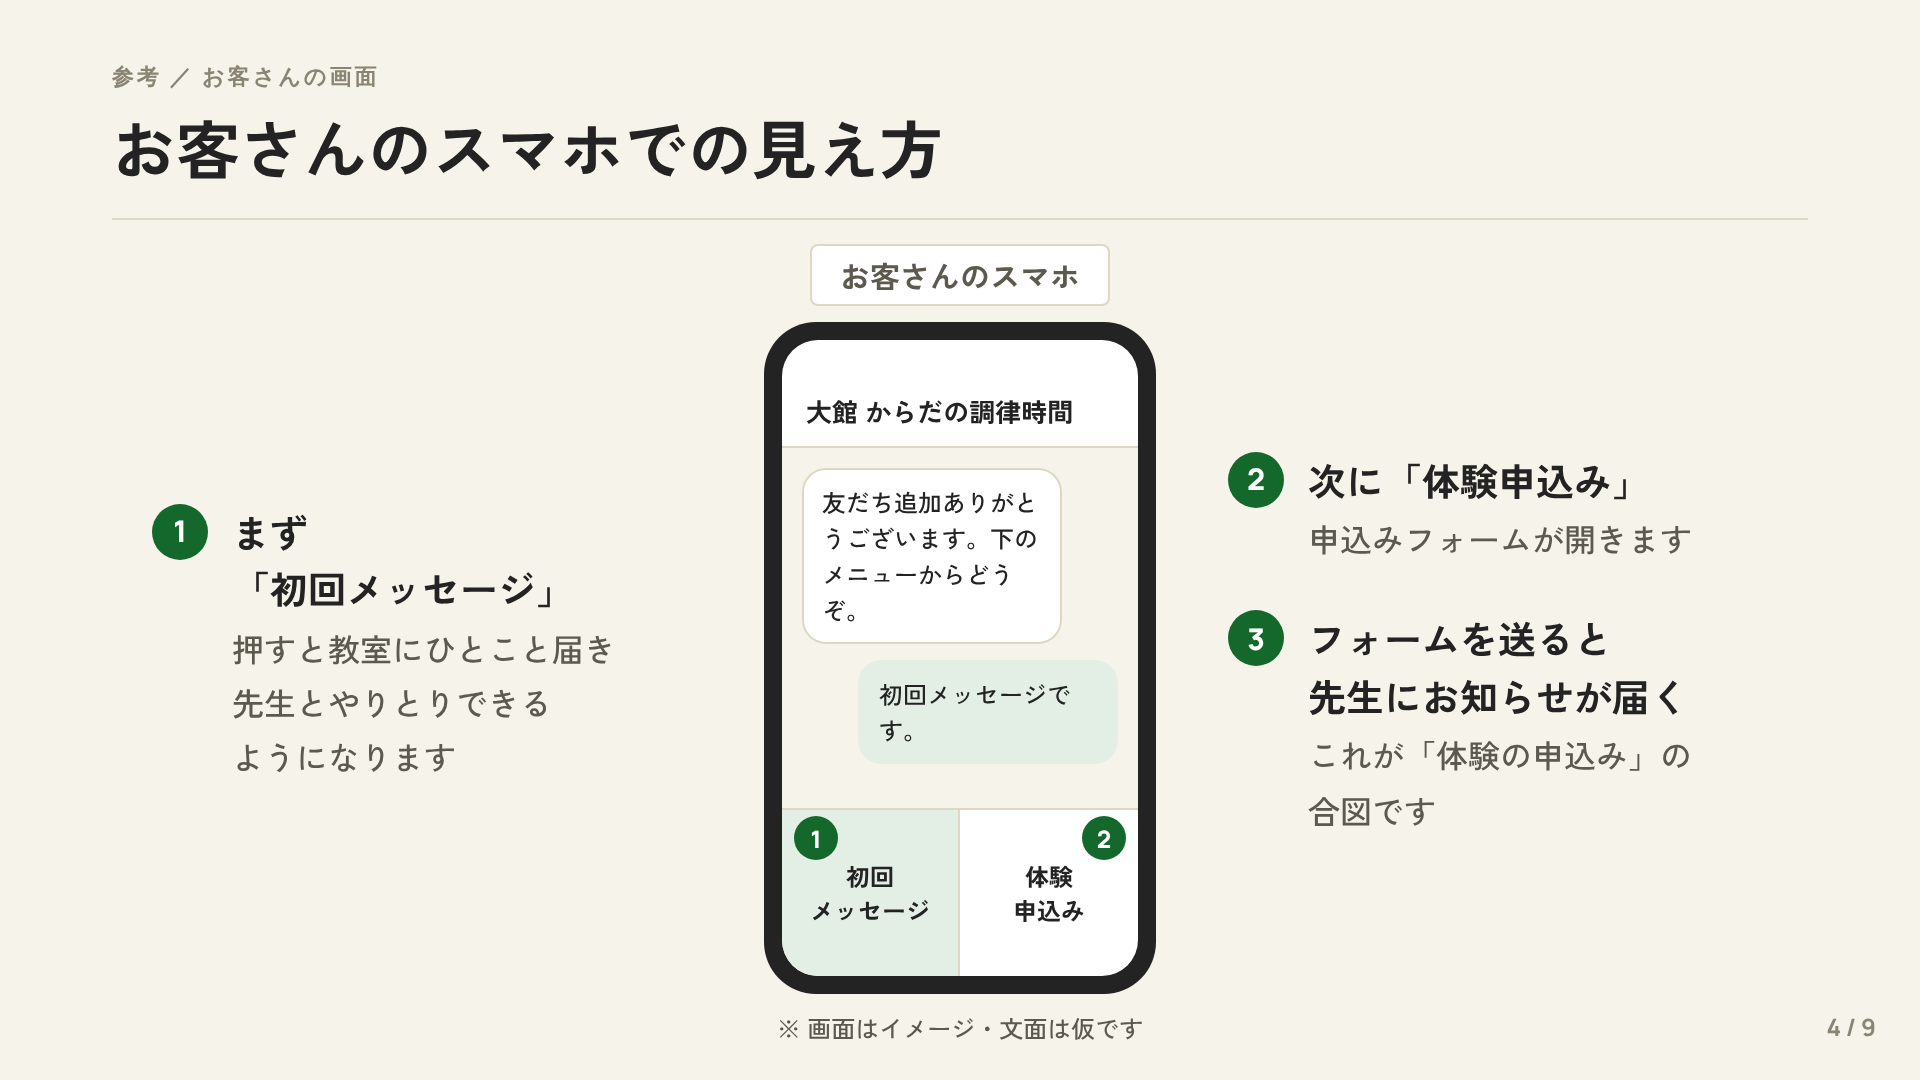 参考 ／ お客さんの画面
お客さんのスマホでの見え方
お客さんのスマホ
1
まず
「初回メッセージ」
押すと教室にひとこと届き
先生とやりとりできる
ようになります
大館 からだの調律時間
友だち追加ありがと
うございます。下の
メニューからどう
ぞ。
初回メッセージで
す。
1
初回
メッセージ
2
体験
申込み
2
次に「体験申込み」
申込みフォームが開きます
3
フォームを送ると
先生にお知らせが届く
これが「体験の申込み」の
合図です
※ 画面はイメージ・文面は仮です
4 / 9